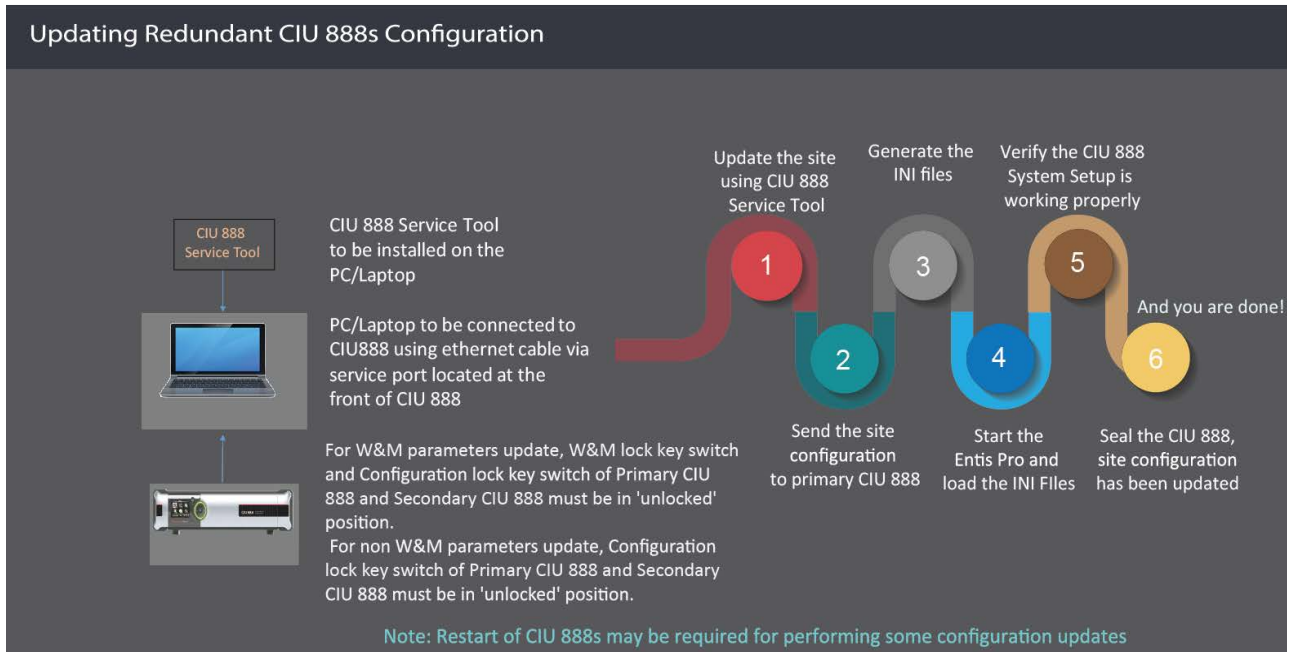 Updating Redundant CIU 888s Configuration
CIU 888
Service Tool
CIU 888 Service Tool
to be installed on the
PC/Laptop
PC/Laptop to be connected to
CIU888 using ethernet cable via
service port located at the
front of CIU 888
For W&M parameters update, W&M lock key switch
and Configuration lock key switch of Primary CIU
888 and Secondary CIU 888 must be in 'unlocked'
position.
For non W&M parameters update, Configuration
lock key switch of Primary CIU 888 and Secondary
CIU 888 must be in 'unlocked' position.
Update the site
using CIU 888
Service Tool
1
2
Send the site
configuration
to primary CIU 888
Generate the
INI files
3
4
Start the
Entis Pro and
load the INI FIles
Verify the CIU 888
System Setup is
working properly
5
And you are done!
6
Seal the CIU 888,
site configuration
has been updated
Note: Restart of CIU 888s may be required for performing some configuration updates